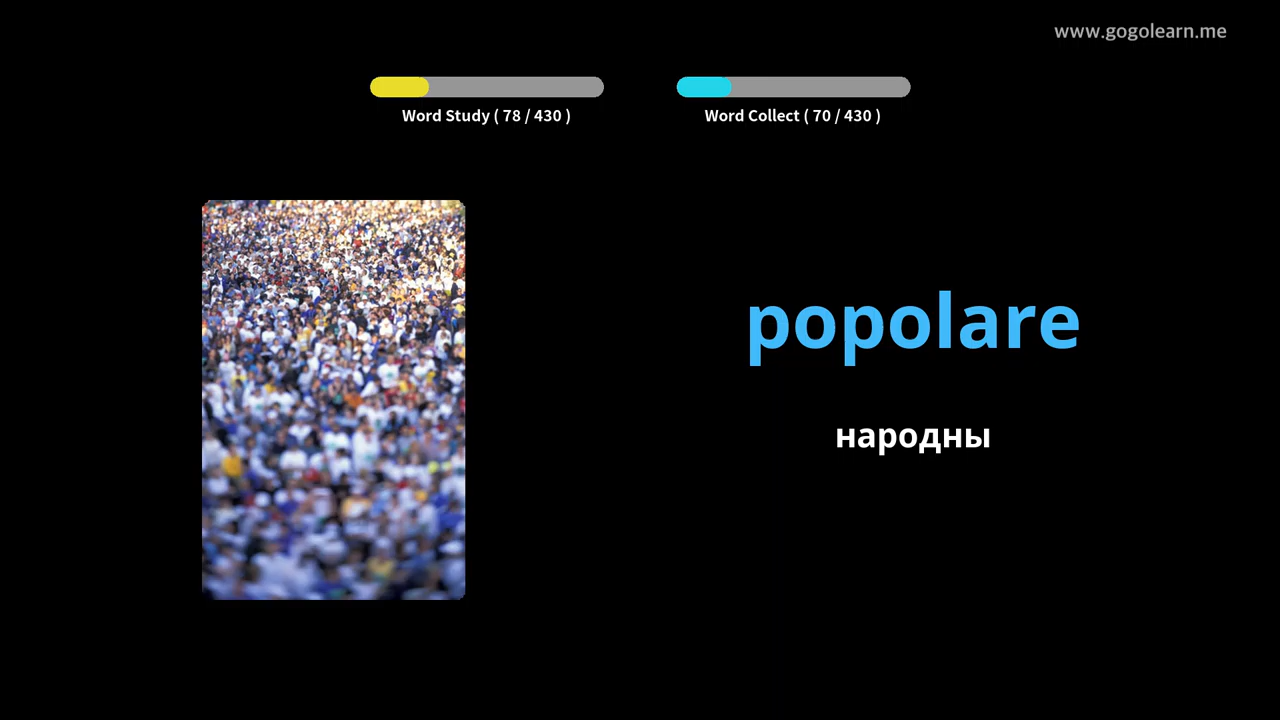 www.gogolearn.me
Word Study ( 78 / 430 )
Word Collect ( 70 / 430 )
popolare
народны